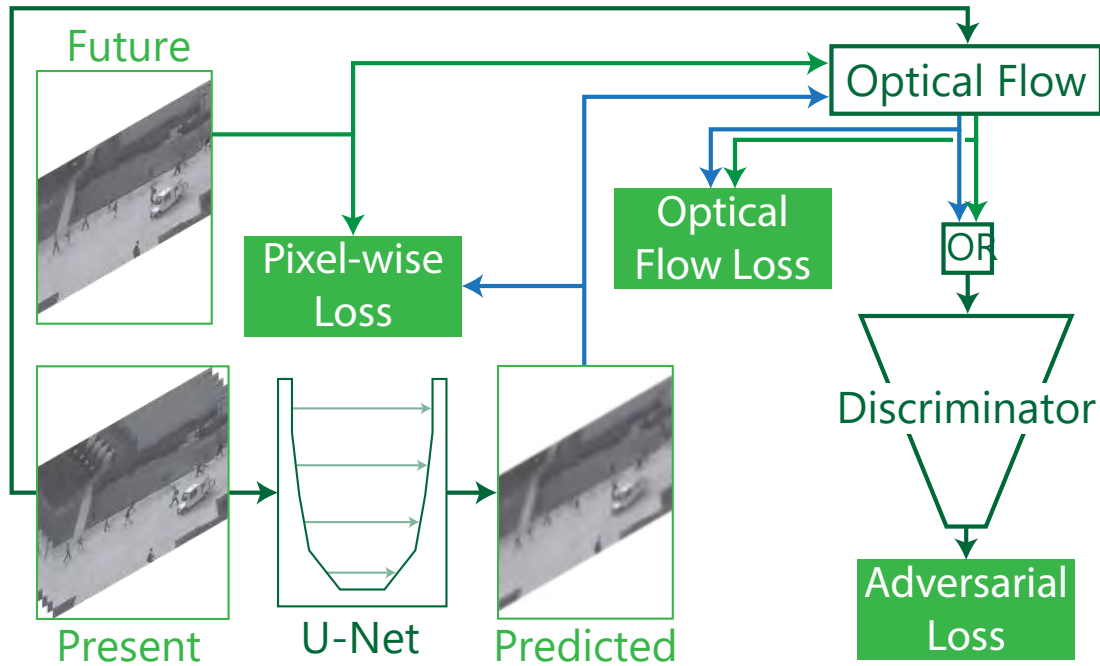 Future
Optical Flow
Pixel-wise
Loss
Optical
Flow Loss
OR
Discriminator
Present
U-Net
Predicted
Adversarial
Loss